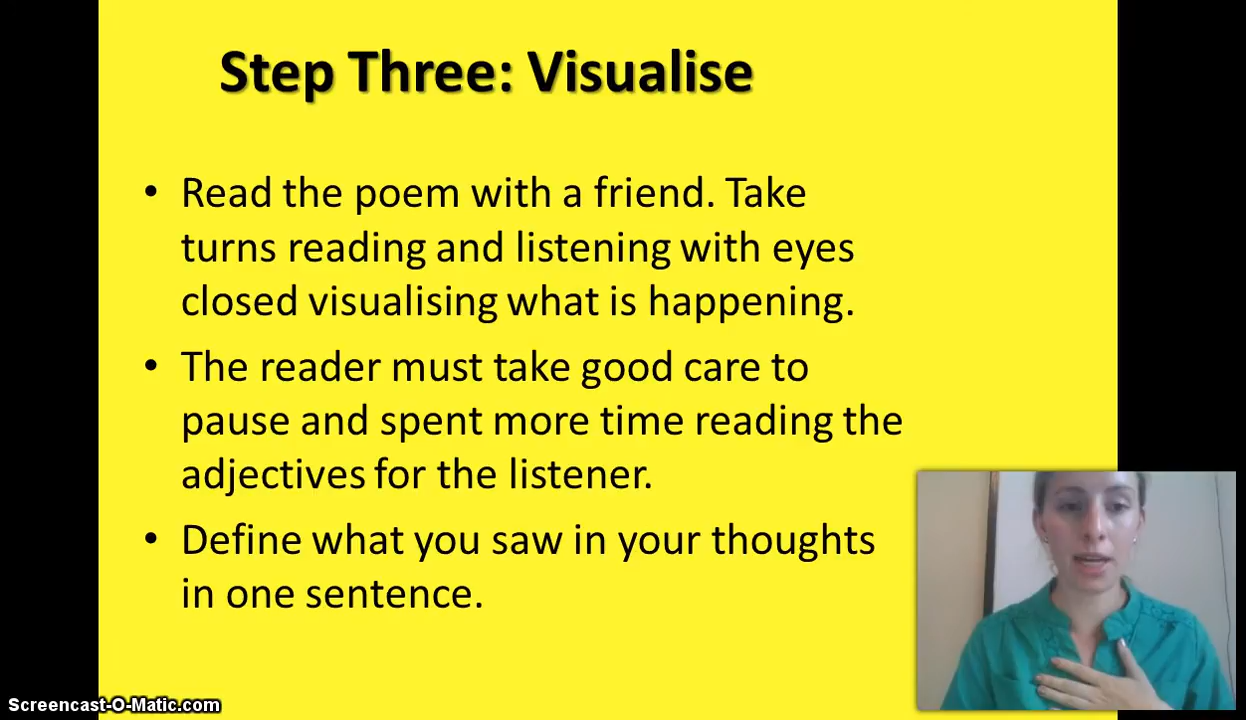 Step Three: Visualise
• Read the poem with a friend. Take
turns reading and listening with eyes
closed visualising what is happening.
• The reader must take good care to
pause and spent more time reading the
adjectives for the listener.
• Define what you saw in your thoughts
in one sentence.
Screencast-O-Matic.com